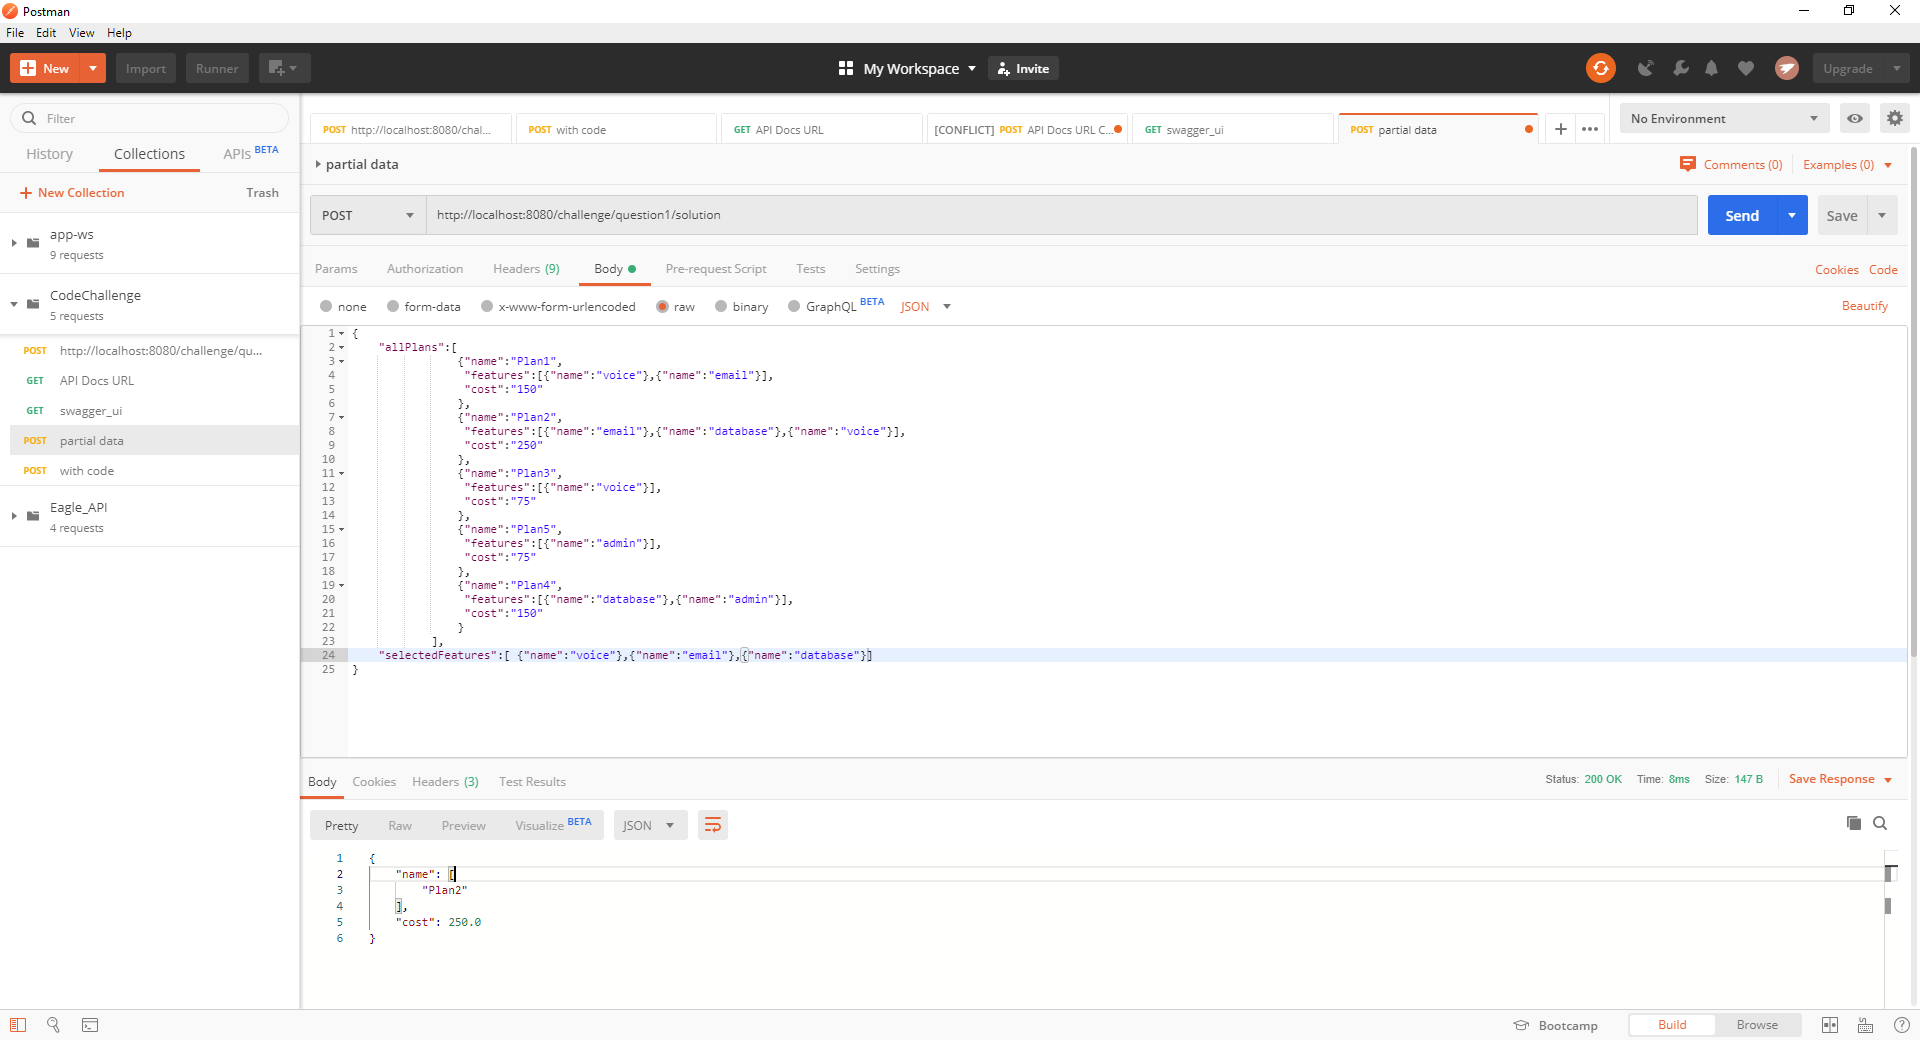 Postman
File Edit View Help
New Import Runner My Workspace Invite Upgrade
Filter
History Collections APIs BETA
New Collection Trash
app-ws
9 requests
CodeChallenge
5 requests
POST http://localhost:8080/challenge/qu...
GET API Docs URL
GET swagger_ui
POST partial data
POST with code
Eagle_API
4 requests
POST http://localhost:8080/chal... POST with code GET API Docs URL [CONFLICT] POST API Docs URL C... GET swagger_ui POST partial data + ••• No Environment
partial data Comments (0) Examples (0)
POST http://localhost:8080/challenge/question1/solution Send Save
Params Authorization Headers (9) Body Pre-request Script Tests Settings Cookies Code
none form-data x-www-form-urlencoded raw binary GraphQL BETA JSON Beautify
1 {
2 "allPlans":[
3 {"name":"Plan1",
4 "features":[{"name":"voice"},{"name":"email"}],
5 "cost":"150"
6 },
7 {"name":"Plan2",
8 "features":[{"name":"email"},{"name":"database"},{"name":"voice"}],
9 "cost":"250"
10 },
11 {"name":"Plan3",
12 "features":[{"name":"voice"}],
13 "cost":"75"
14 },
15 {"name":"Plan5",
16 "features":[{"name":"admin"}],
17 "cost":"75"
18 },
19 {"name":"Plan4",
20 "features":[{"name":"database"},{"name":"admin"}],
21 "cost":"150"
22 }
23 ],
24 "selectedFeatures":[ {"name":"voice"},{"name":"email"},{"name":"database"}]
25 }
Body Cookies Headers (3) Test Results Status: 200 OK Time: 8ms Size: 147 B Save Response
Pretty Raw Preview Visualize BETA JSON
1 {
2 "name": [
3 "Plan2"
4 ],
5 "cost": 250.0
6 }
Bootcamp Build Browse